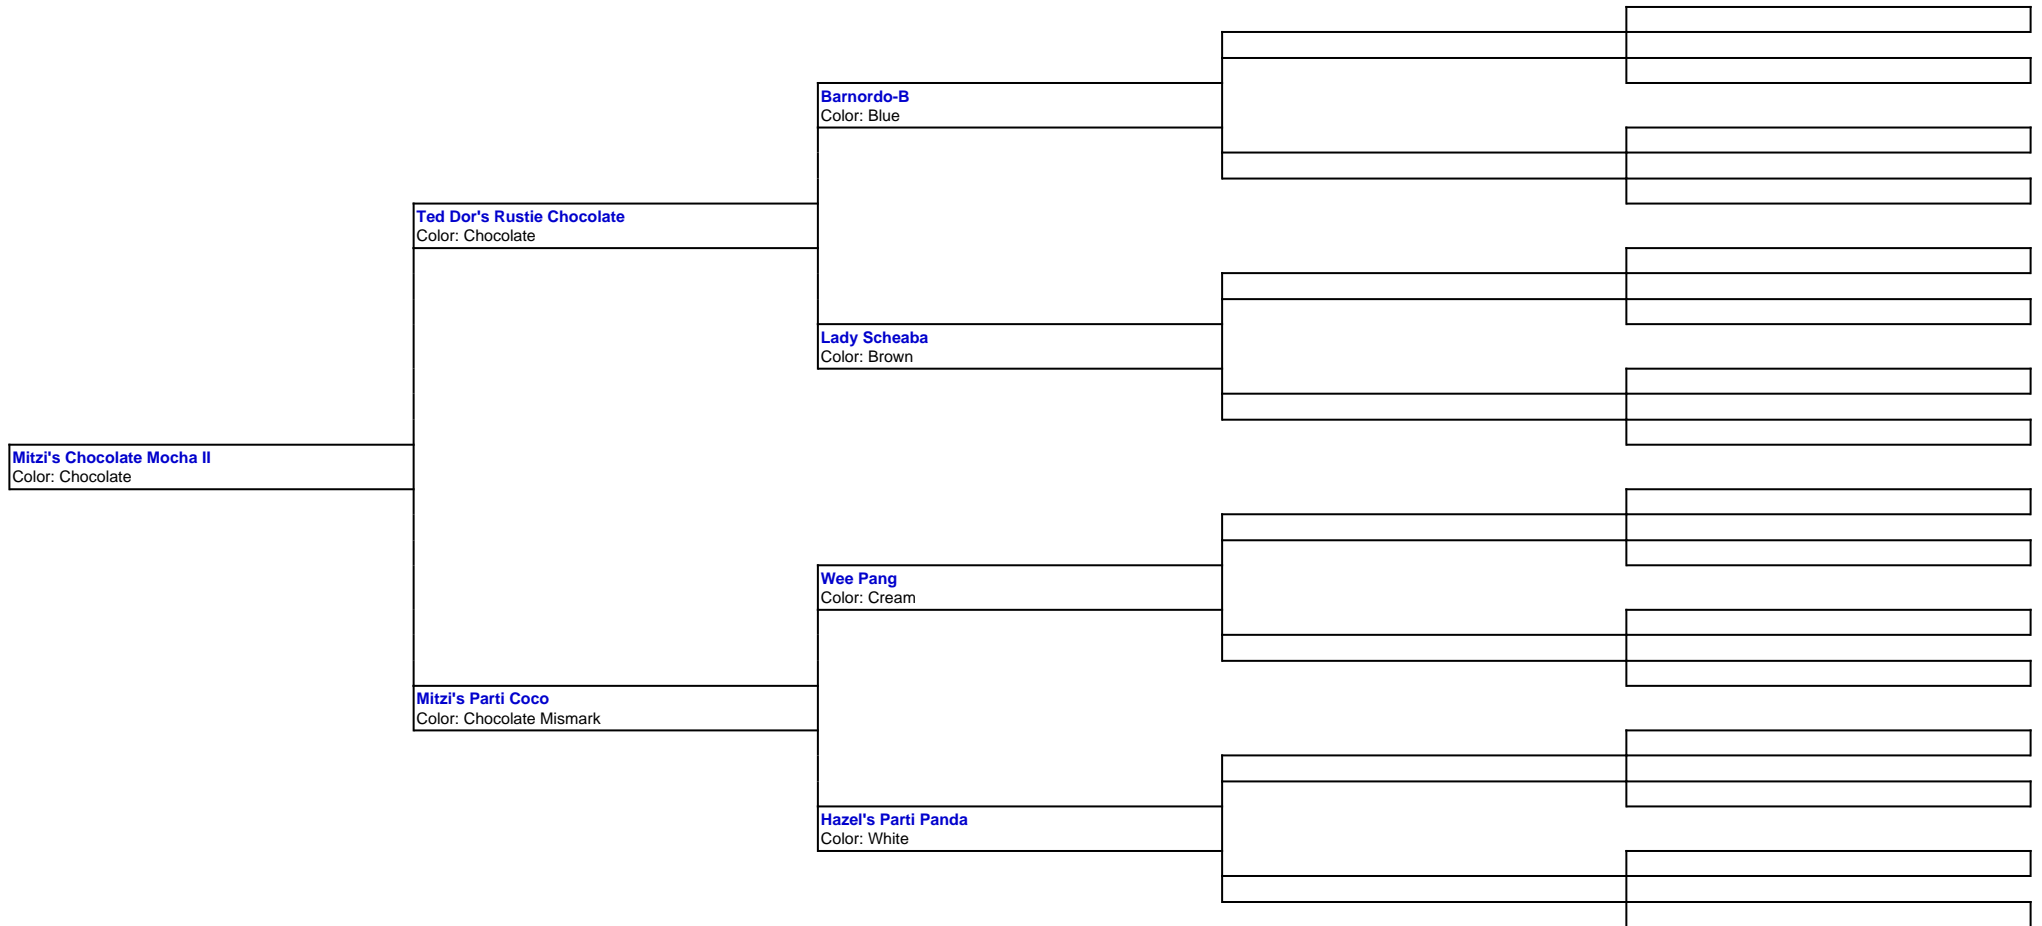 Barnordo-B
Color: Blue
Ted Dor's Rustie Chocolate
Color: Chocolate
Lady Scheaba
Color: Brown
Mitzi's Chocolate Mocha II
Color: Chocolate
Wee Pang
Color: Cream
Mitzi's Parti Coco
Color: Chocolate Mismark
Hazel's Parti Panda
Color: White